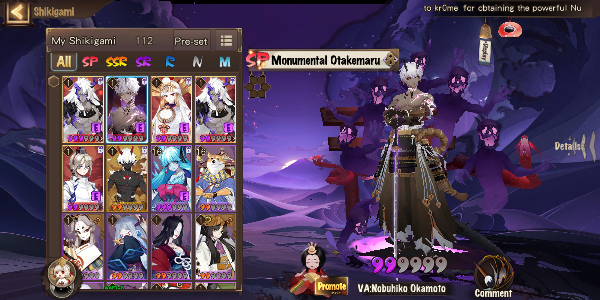 Shikigami
to kr0me for obtaining the powerful Nu
My Shikigami 112 Pre-set
All SP SSR SR R N M
SP Monumental Otakemaru
Details
Promote
VA:Nobuhiko Okamoto
Comment